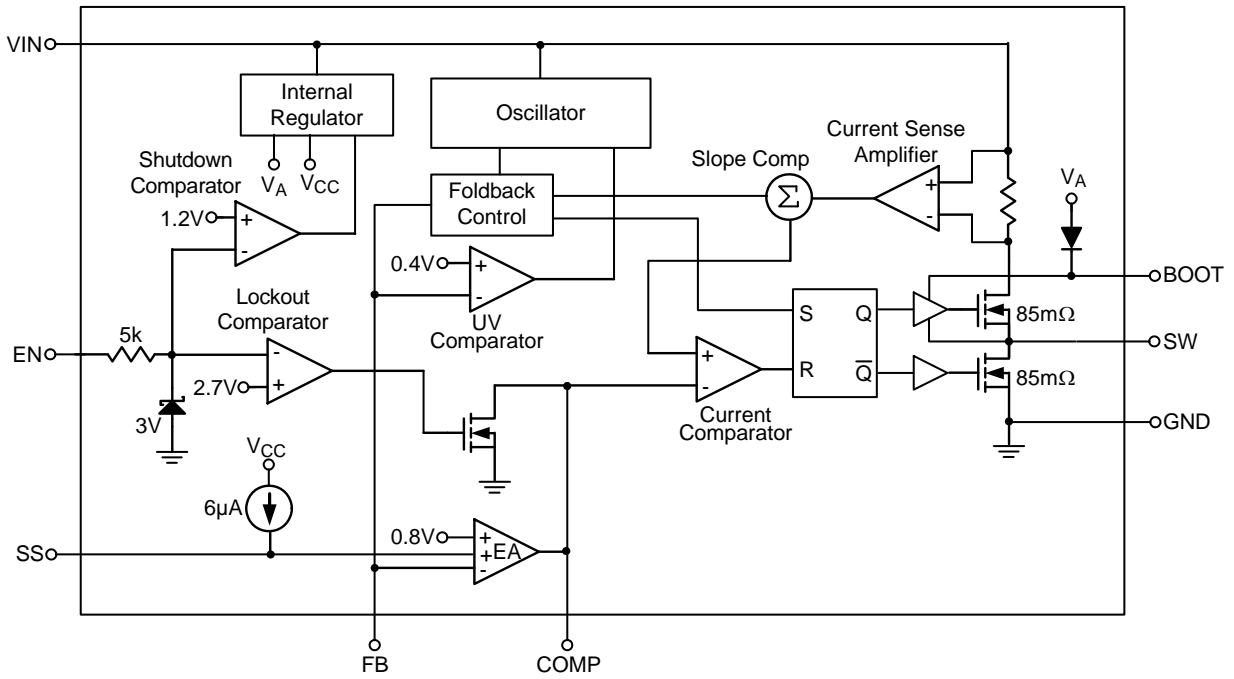 VIN
Internal
Regulator
Oscillator
Current Sense
Amplifier
Slope Comp
Shutdown
Comparator
VA
VCC
Foldback
Control
Σ
+
-
VA
1.2V
+
-
0.4V
+
-
UV
Comparator
BOOT
Lockout
Comparator
S
Q
85mΩ
5k
EN
-
+
2.7V
+
-
R
Q̅
SW
85mΩ
3V
Current
Comparator
GND
VCC
6µA
0.8V
+
+
-
EA
SS
FB
COMP